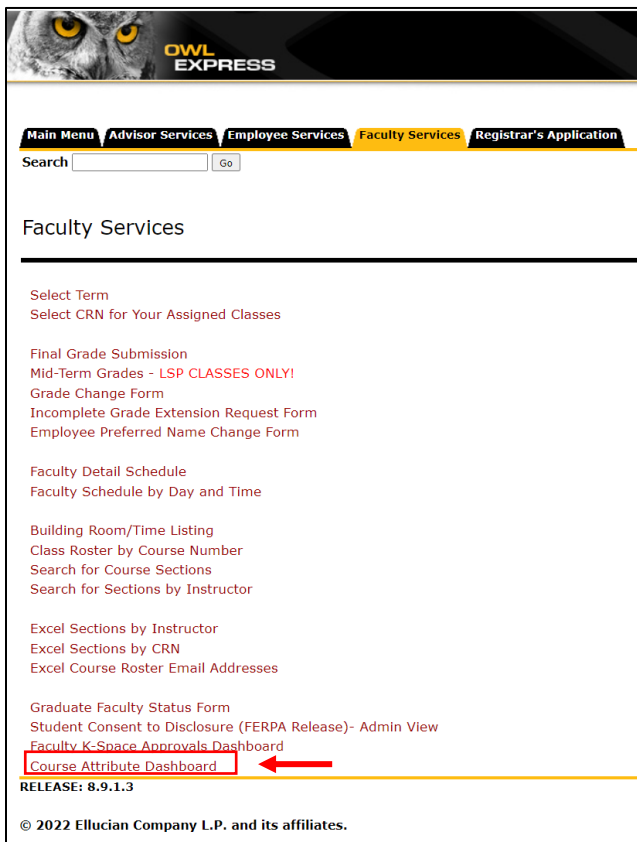 OWL
EXPRESS
Main Menu Advisor Services Employee Services Faculty Services Registrar's Application
Search Go
Faculty Services
Select Term
Select CRN for Your Assigned Classes
Final Grade Submission
Mid-Term Grades - LSP CLASSES ONLY!
Grade Change Form
Incomplete Grade Extension Request Form
Employee Preferred Name Change Form
Faculty Detail Schedule
Faculty Schedule by Day and Time
Building Room/Time Listing
Class Roster by Course Number
Search for Course Sections
Search for Sections by Instructor
Excel Sections by Instructor
Excel Sections by CRN
Excel Course Roster Email Addresses
Graduate Faculty Status Form
Student Consent to Disclosure (FERPA Release)- Admin View
Faculty K-Space Approvals Dashboard
Course Attribute Dashboard
RELEASE: 8.9.1.3
© 2022 Ellucian Company L.P. and its affiliates.